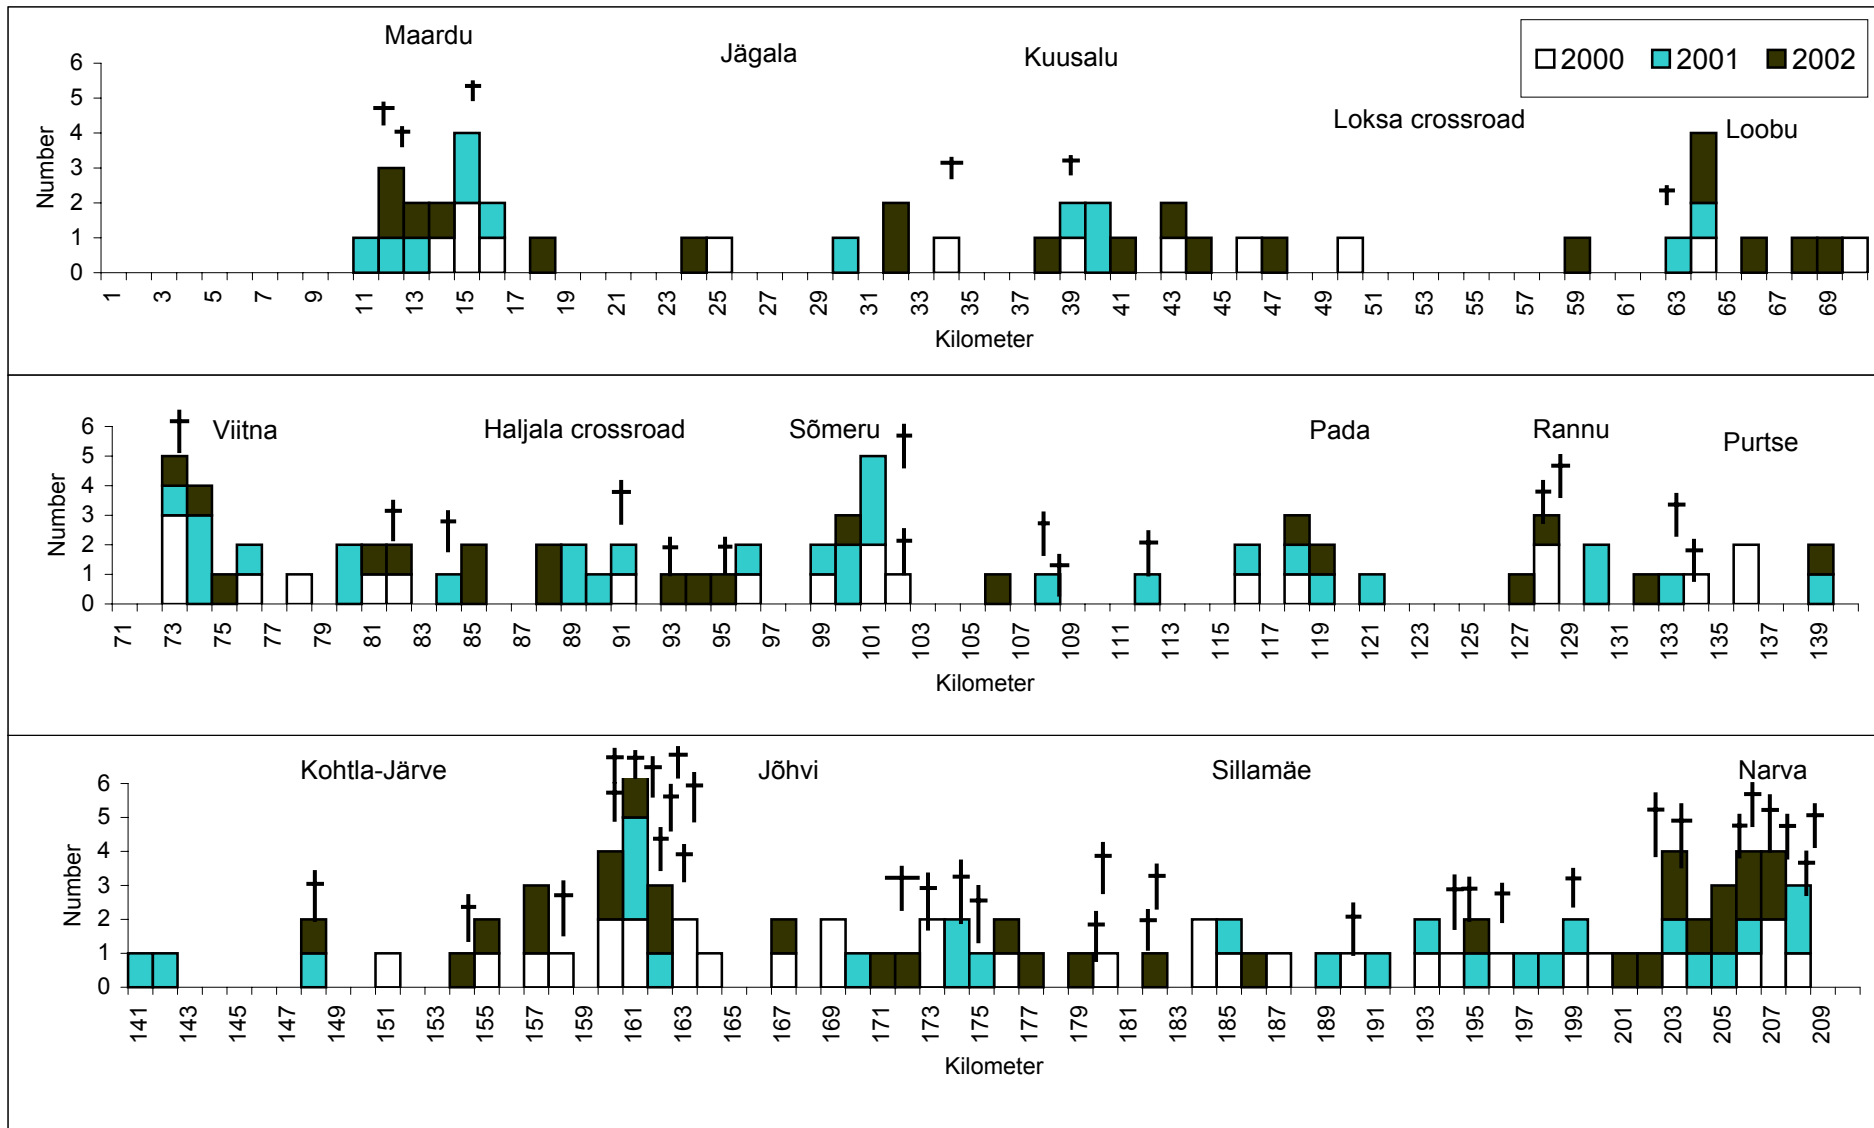 Maardu
Jägala
Kuusalu
Loksa crossroad
Loobu
2000 2001 2002
Number
6
5
4
3
2
1
0
1 3 5 7 9 11 13 15 17 19 21 23 25 27 29 31 33 35 37 39 41 43 45 47 49 51 53 55 57 59 61 63 65 67 69
Kilometer
Viitna
Haljala crossroad
Sõmeru
Pada
Rannu
Purtse
Number
6
5
4
3
2
1
0
71 73 75 77 79 81 83 85 87 89 91 93 95 97 99 101 103 105 107 109 111 113 115 117 119 121 123 125 127 129 131 133 135 137 139
Kilometer
Kohtla-Järve
Jõhvi
Sillamäe
Narva
Number
6
5
4
3
2
1
0
141 143 145 147 149 151 153 155 157 159 161 163 165 167 169 171 173 175 177 179 181 183 185 187 189 191 193 195 197 199 201 203 205 207 209
Kilometer